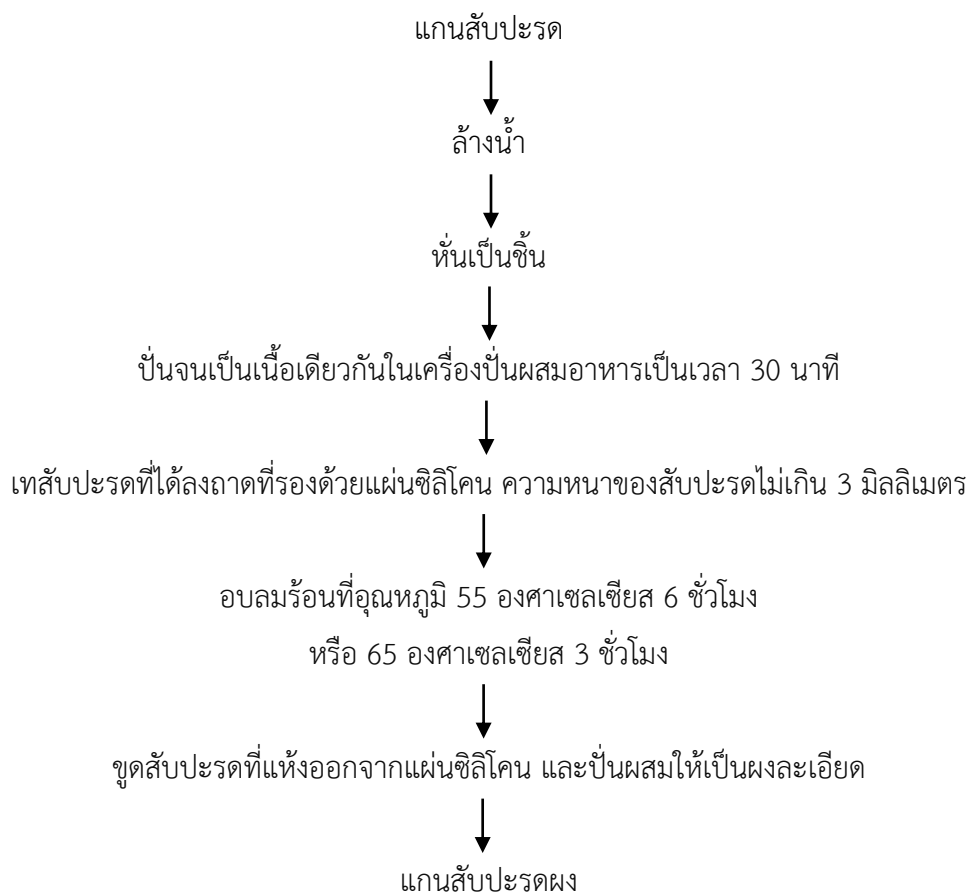 แกนสับปะรด
ล้างน้ำ
หั่นเป็นชิ้น
ปั่นจนเป็นเนื้อเดียวกันในเครื่องปั่นผสมอาหารเป็นเวลา 30 นาที
เทสับปะรดที่ได้ลงถาดที่รองด้วยแผ่นซิลิโคน ความหนาของสับปะรดไม่เกิน 3 มิลลิเมตร
อบลมร้อนที่อุณหภูมิ 55 องศาเซลเซียส 6 ชั่วโมง
หรือ 65 องศาเซลเซียส 3 ชั่วโมง
ขูดสับปะรดที่แห้งออกจากแผ่นซิลิโคน และปั่นผสมให้เป็นผงละเอียด
แกนสับปะรดผง